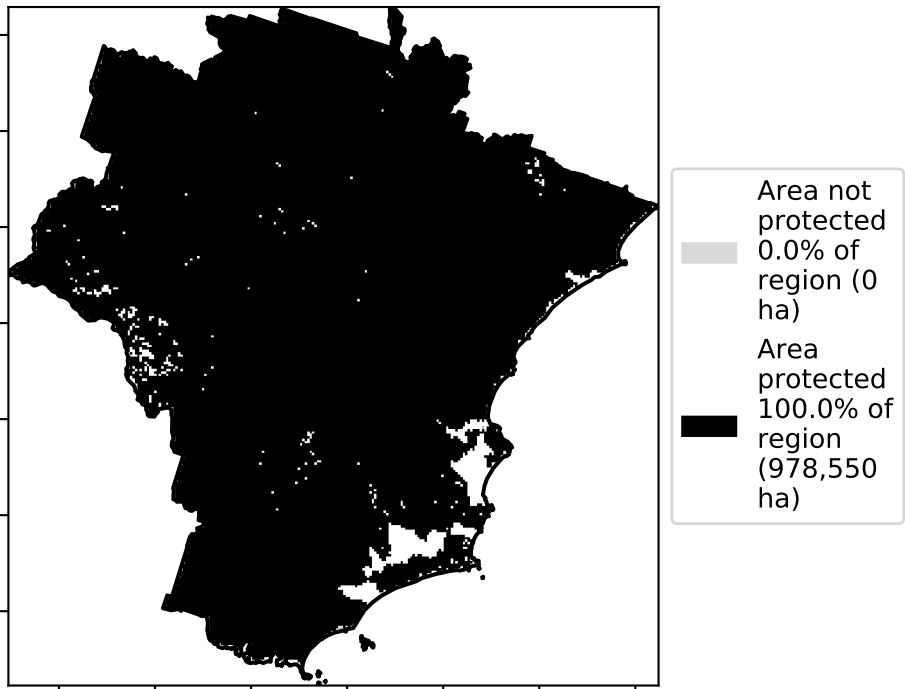 Area not
protected
0.0% of
region (0
ha)
Area
protected
100.0% of
region
(978,550
ha)